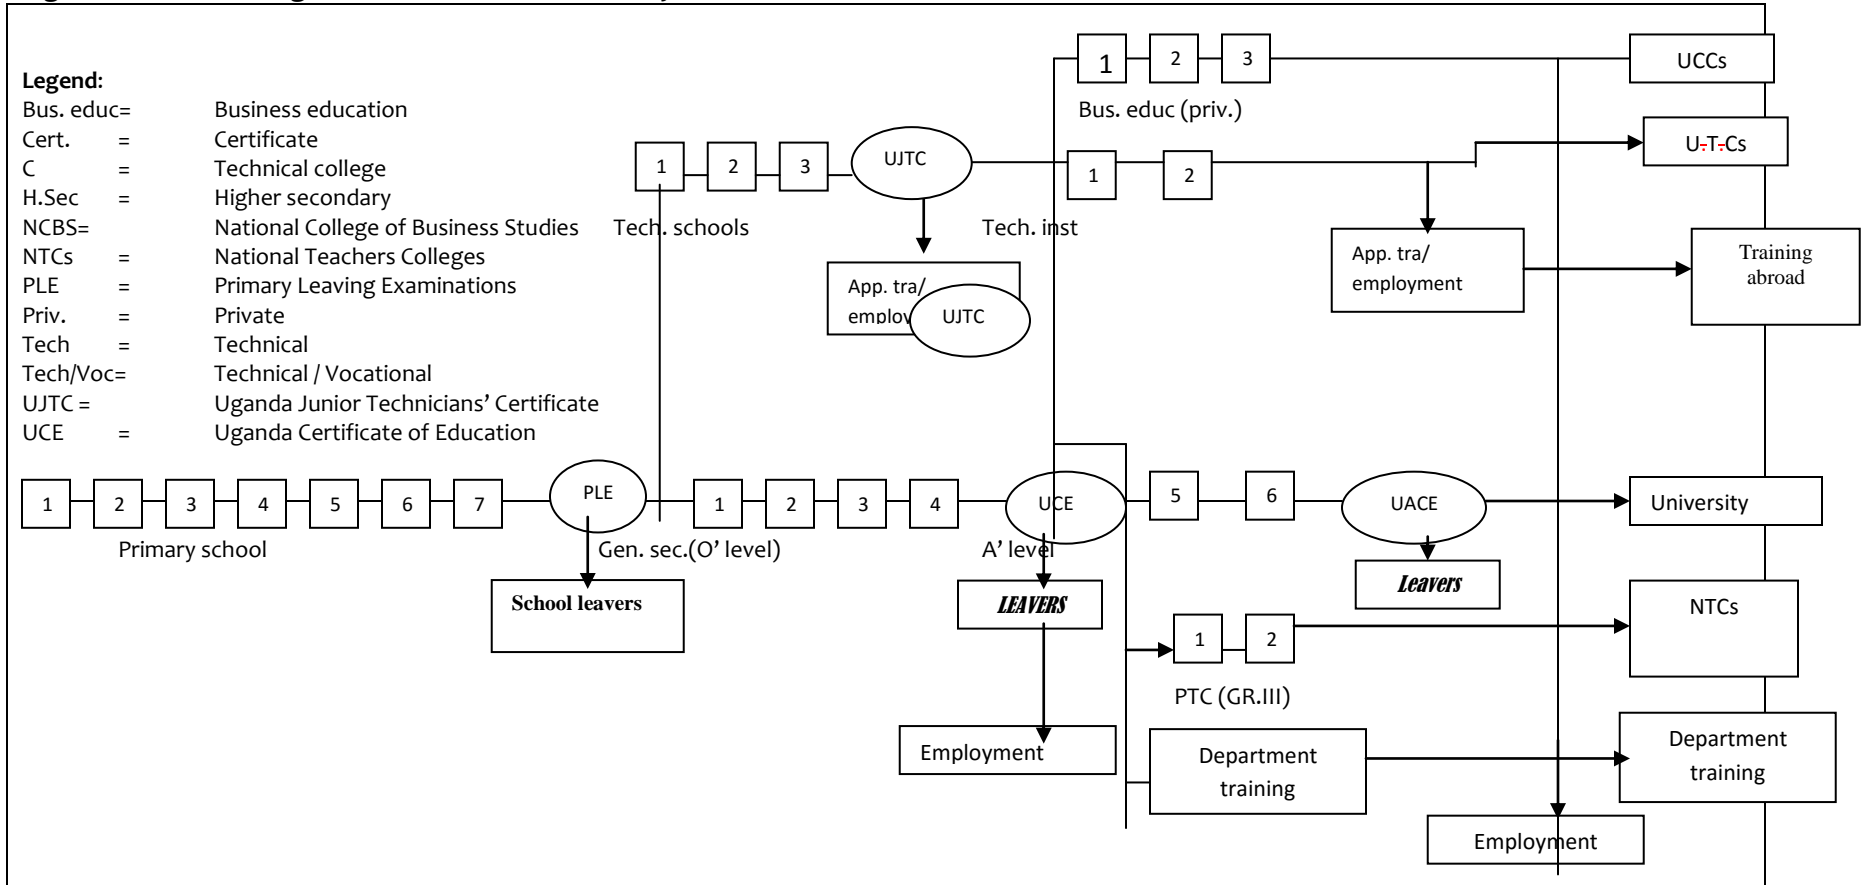 Legend:
Bus. educ= Business education
Cert. = Certificate
C = Technical college
H.Sec = Higher secondary
NCBS= National College of Business Studies
NTCs = National Teachers Colleges
PLE = Primary Leaving Examinations
Priv. = Private
Tech = Technical
Tech/Voc= Technical / Vocational
UJTC = Uganda Junior Technicians’ Certificate
UCE = Uganda Certificate of Education
1 2 3
UCCs
Bus. educ (priv.)
1 2 3
UJTC
1 2
U.T.Cs
Tech. schools
Tech. inst
App. tra/
employ
UJTC
App. tra/
employment
Training
abroad
1 2 3 4 5 6 7
PLE
1 2 3 4
UCE
5 6
UACE
University
Primary school
Gen. sec.(O’ level)
A’ level
School leavers
LEAVERS
Leavers
1 2
NTCs
PTC (GR.III)
Employment
Department
training
Department
training
Employment